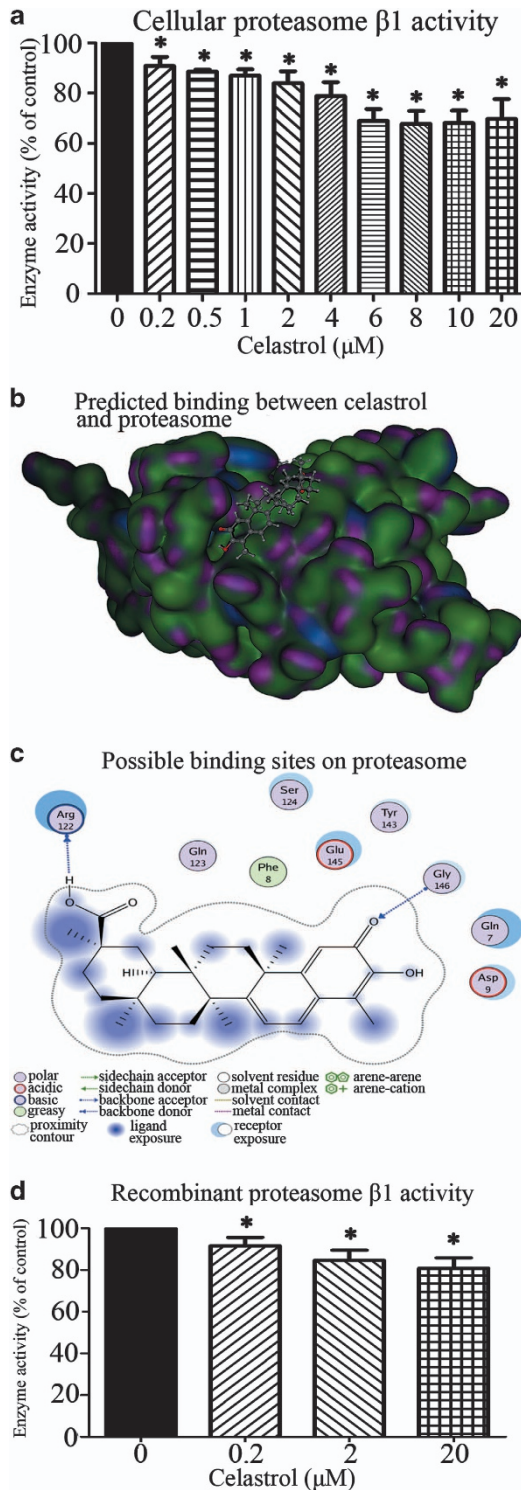 a
Cellular proteasome β1 activity
Enzyme activity (% of control)
100
80
60
40
20
0
* * * * * * * * *
0 0.2 0.5 1 2 4 6 8 10 20
Celastrol (μM)
b
Predicted binding between celastrol
and proteasome
c
Possible binding sites on proteasome
Arg
122
Ser
124
Tyr
143
Gln
123
Phe
8
Glu
145
Gly
146
Gln
7
Asp
9
H
O
O
H
O
OH
polar
acidic
basic
greasy
proximity
contour
sidechain acceptor
sidechain donor
backbone acceptor
backbone donor
ligand
exposure
solvent residue
metal complex
solvent contact
metal contact
receptor
exposure
arene-arene
arene-cation
d
Recombinant proteasome β1 activity
Enzyme activity (% of control)
100
80
60
40
20
0
* * *
0 0.2 2 20
Celastrol (μM)